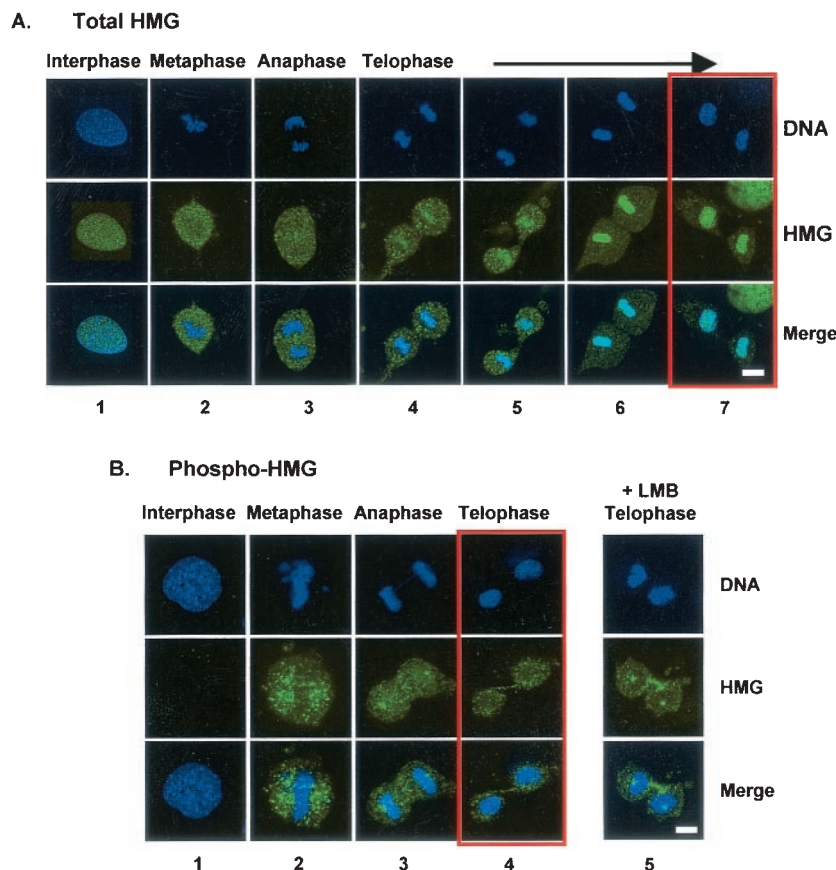 A. Total HMG
Interphase Metaphase Anaphase Telophase
DNA
HMG
Merge
1 2 3 4 5 6 7
B. Phospho-HMG
+ LMB
Interphase Metaphase Anaphase Telophase Telophase
DNA
HMG
Merge
1 2 3 4 5